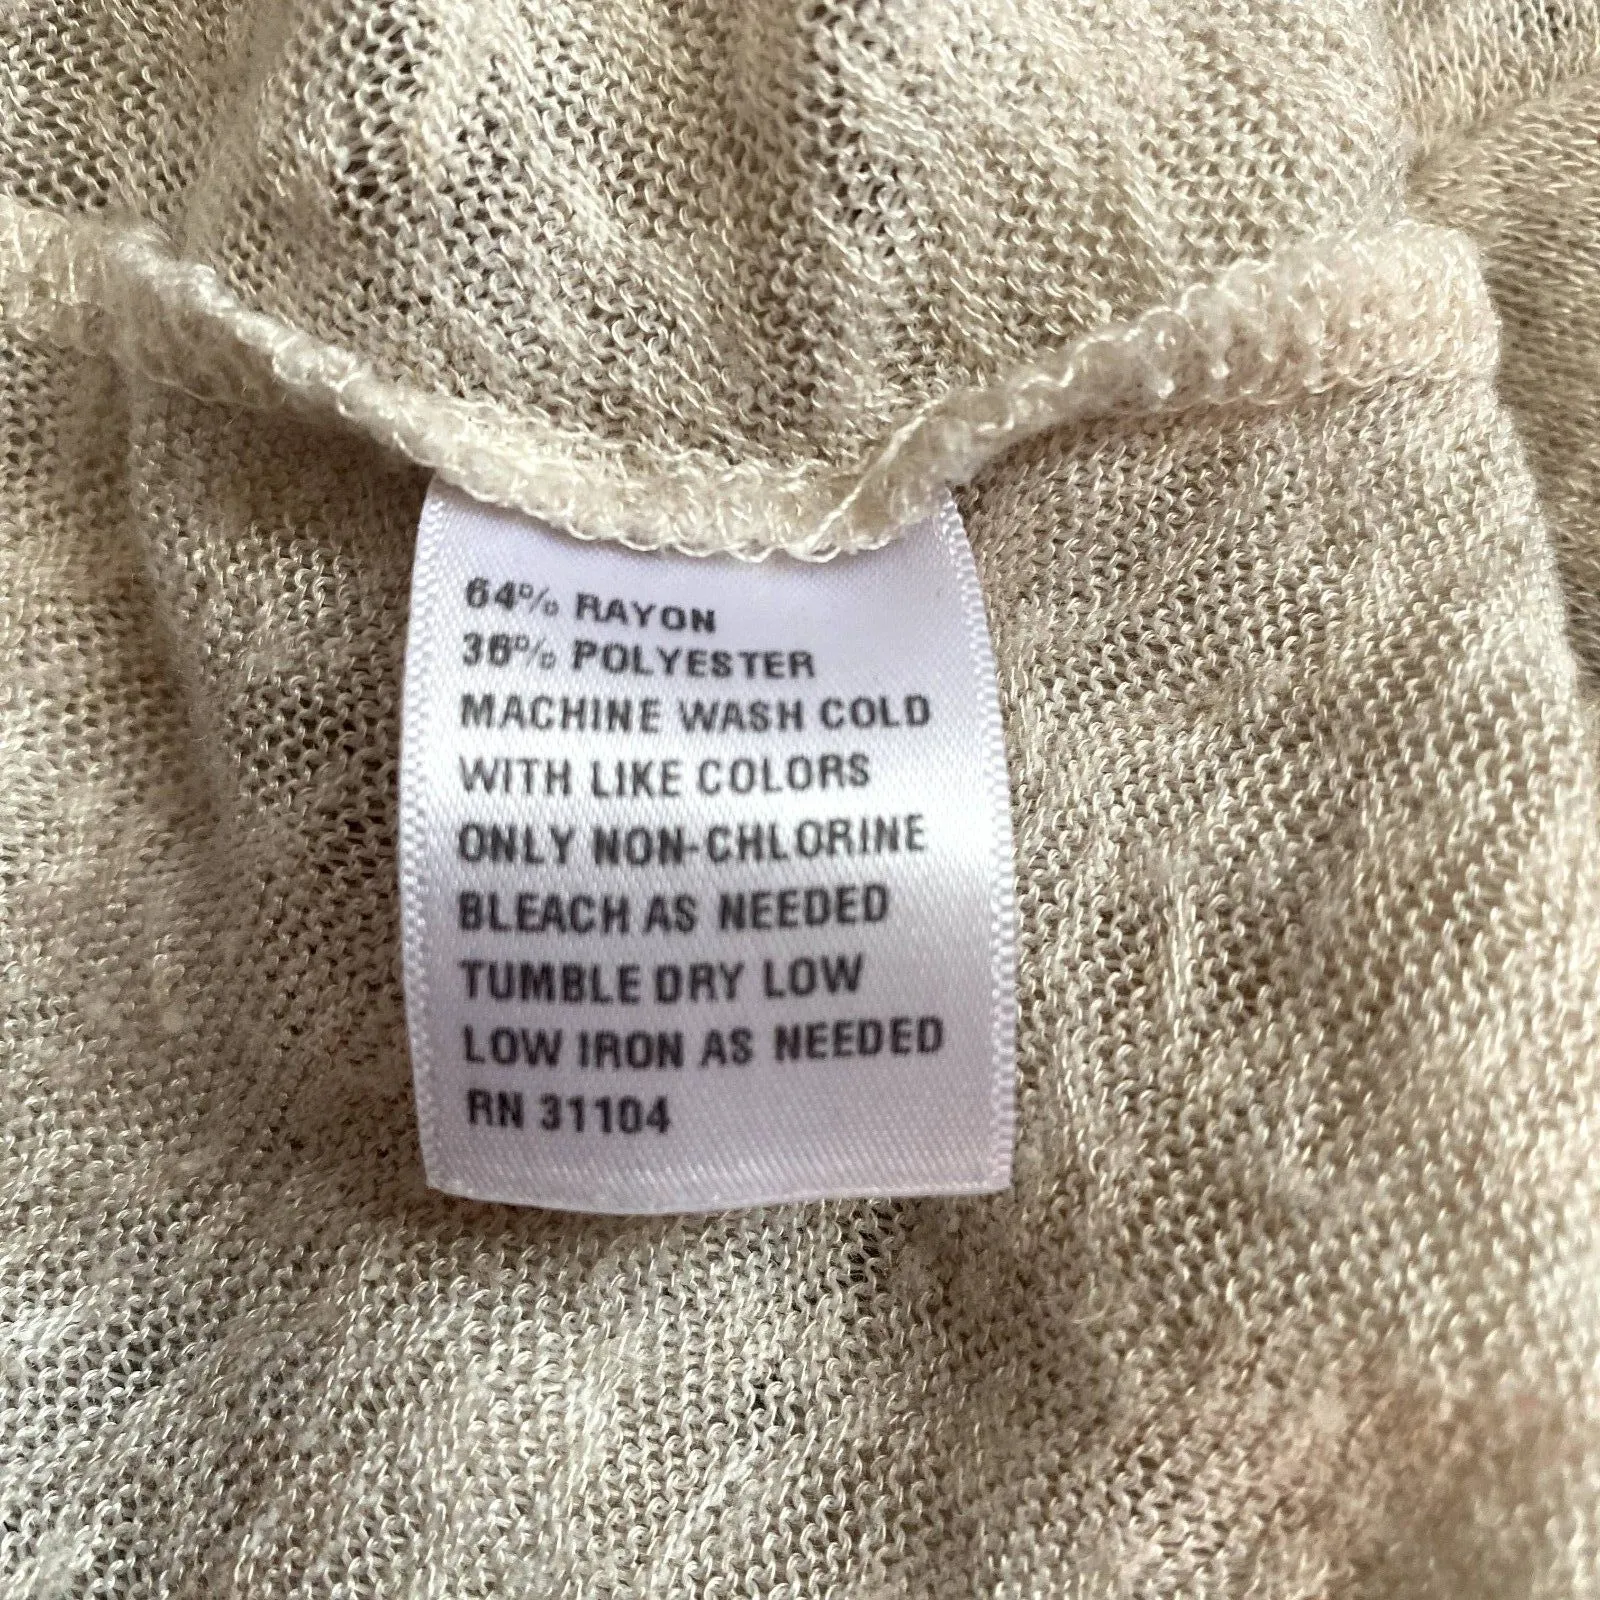 64% RAYON
36% POLYESTER
MACHINE WASH COLD
WITH LIKE COLORS
ONLY NON-CHLORINE
BLEACH AS NEEDED
TUMBLE DRY LOW
LOW IRON AS NEEDED
RN 31104